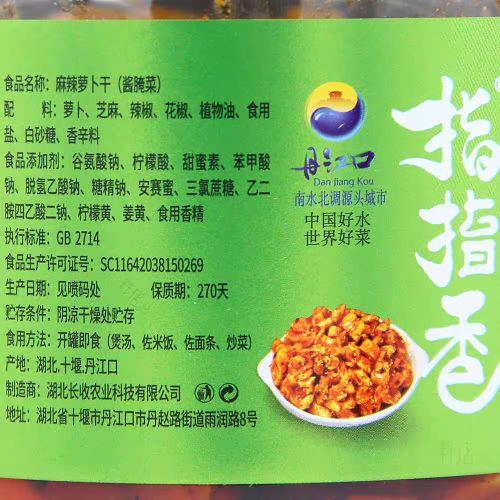 食品名称：麻辣萝卜干（酱腌菜）
配　料：萝卜、芝麻、辣椒、花椒、植物油、食用
盐、白砂糖、香辛料
食品添加剂：谷氨酸钠、柠檬酸、甜蜜素、苯甲酸
钠、脱氢乙酸钠、糖精钠、安赛蜜、三氯蔗糖、乙二
胺四乙酸二钠、柠檬黄、姜黄、食用香精
执行标准：GB 2714
食品生产许可证号：SC11642038150269
生产日期：见喷码处　保质期：270天
贮存条件：阴凉干燥处贮存
食用方法：开罐即食（煲汤、佐米饭、佐面条、炒菜）
产地：湖北,十堰,丹江口
制造商：湖北长收农业科技有限公司
地址：湖北省十堰市丹江口市丹赵路街道雨润路8号
丹江口
Dan Jiang Kou
南水北调源头城市
中国好水
世界好菜
指指香